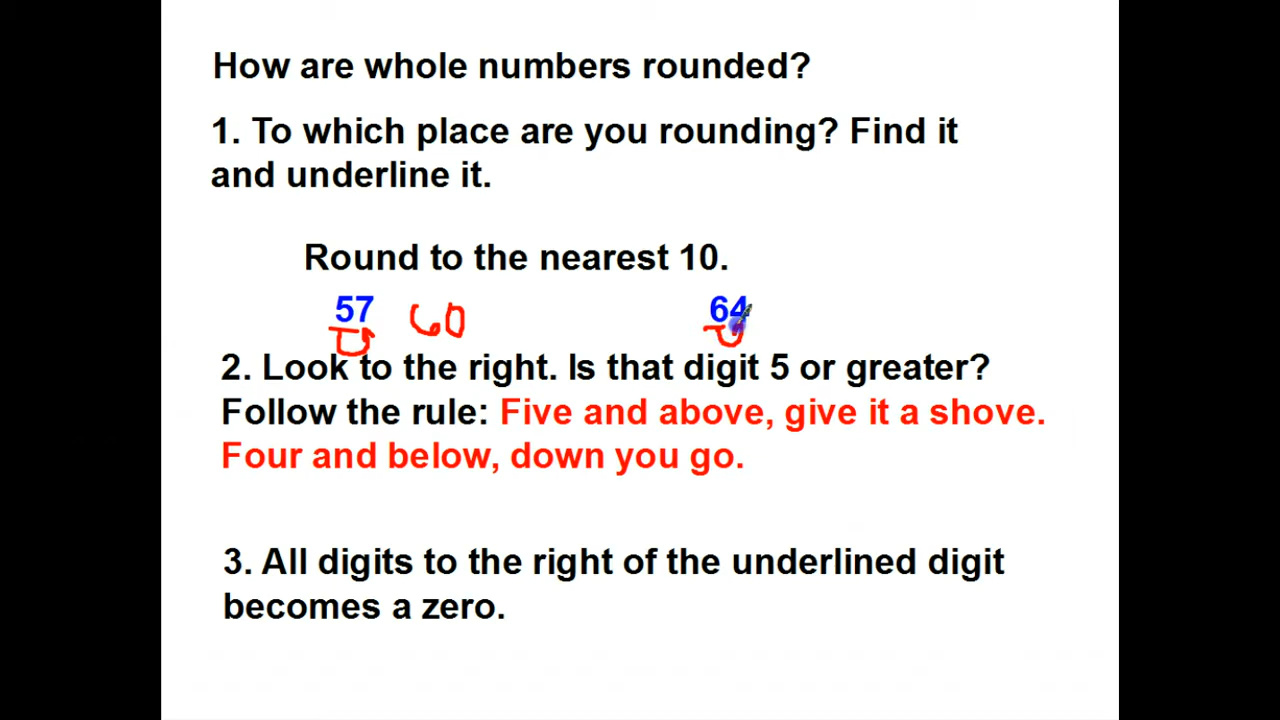 How are whole numbers rounded?
1. To which place are you rounding? Find it
and underline it.
Round to the nearest 10.
57 60 64
2. Look to the right. Is that digit 5 or greater?
Follow the rule: Five and above, give it a shove.
Four and below, down you go.
3. All digits to the right of the underlined digit
becomes a zero.